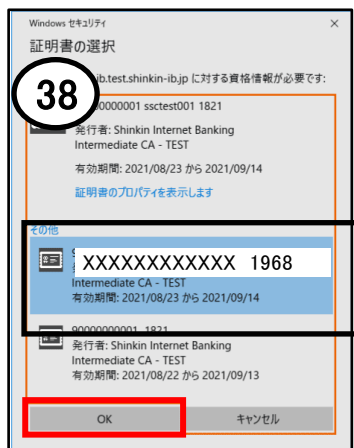 Windows セキュリティ
証明書の選択
ib.test.shinkin-ib.jp に対する資格情報が必要です:
38
0000001 ssctest001 1821
発行者: Shinkin Internet Banking
Intermediate CA - TEST
有効期間: 2021/08/23 から 2021/09/14
証明書のプロパティを表示します
その他
XXXXXXXXXXXX 1968
Intermediate CA - TEST
有効期間: 2021/08/23 から 2021/09/14
90000000001 1821
発行者: Shinkin Internet Banking
Intermediate CA - TEST
有効期間: 2021/08/22 から 2021/09/13
OK
キャンセル